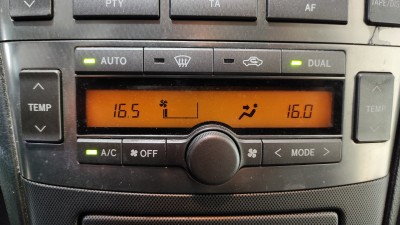 PTY TA AF
AUTO DUAL
TEMP 16.5 16.0 TEMP
A/C OFF MODE